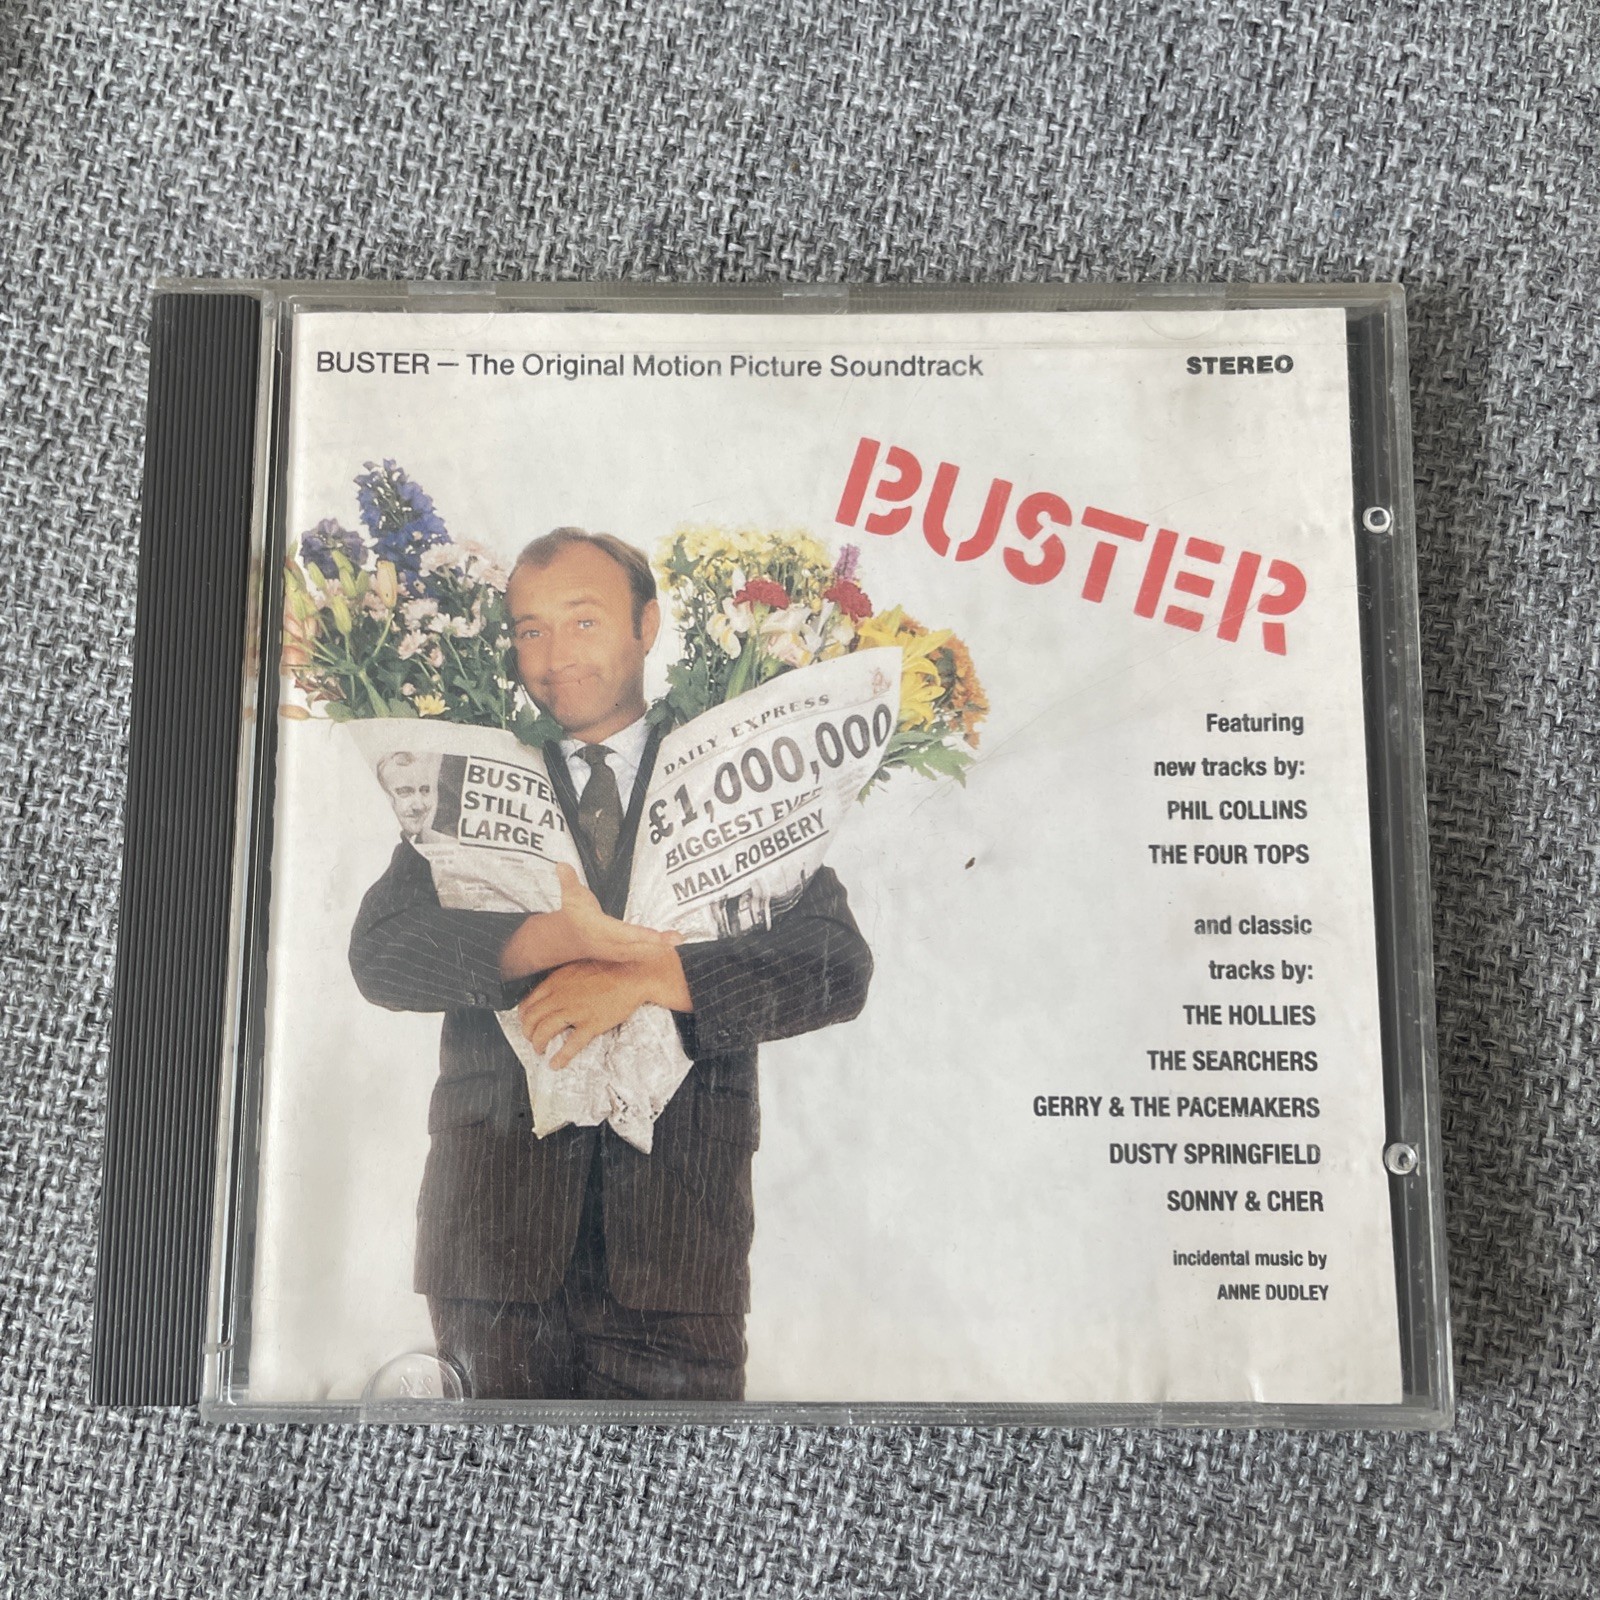 BUSTER – The Original Motion Picture Soundtrack
STEREO
BUSTER
BUSTER
STILL AT
LARGE
DAILY EXPRESS
£1,000,000
BIGGEST EVER
MAIL ROBBERY
Featuring
new tracks by:
PHIL COLLINS
THE FOUR TOPS
and classic
tracks by:
THE HOLLIES
THE SEARCHERS
GERRY & THE PACEMAKERS
DUSTY SPRINGFIELD
SONNY & CHER
incidental music by
ANNE DUDLEY